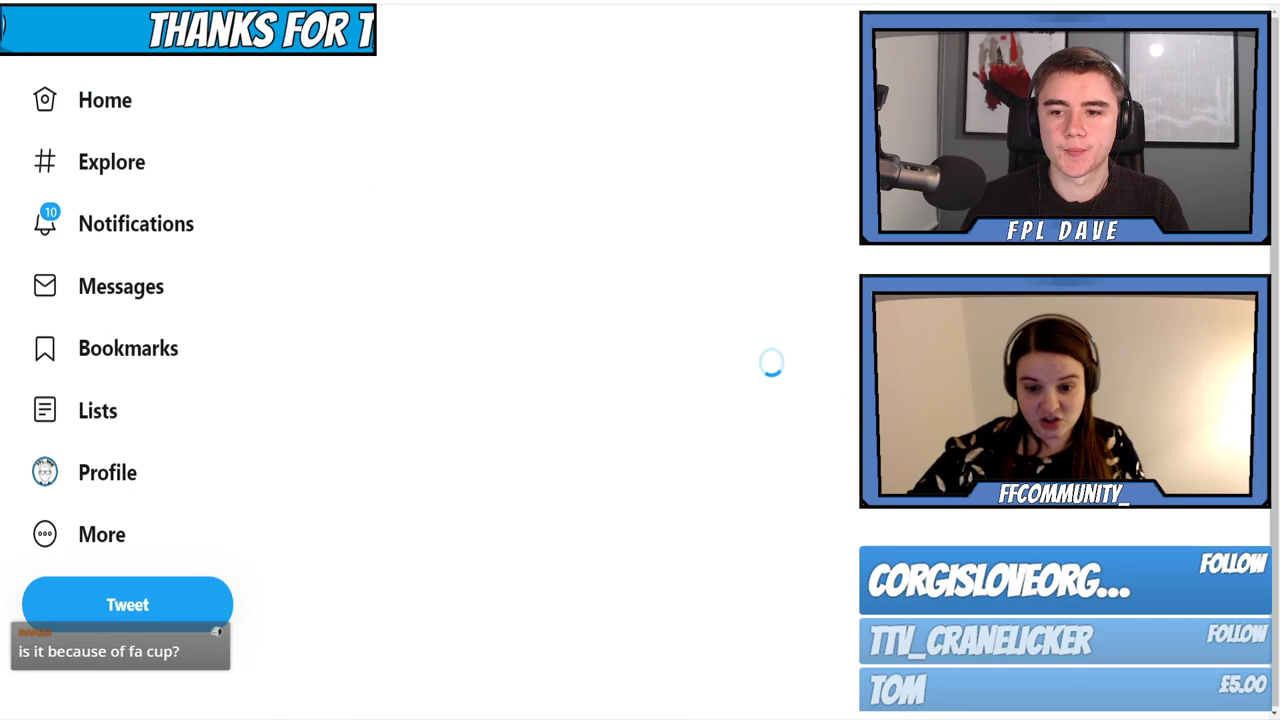 THANKS FOR T
Home
Explore
10
Notifications
Messages
Bookmarks
Lists
Profile
More
Tweet
is it because of fa cup?
FPL DAVE
FFCOMMUNITY_
CORGISLOVEORG... FOLLOW
TTV_CRANELICKER FOLLOW
TOM £5.00